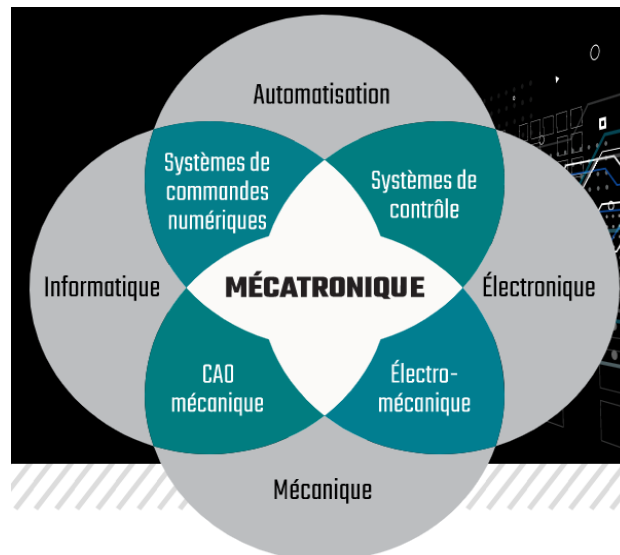 Automatisation
Systèmes de
commandes
numériques
Systèmes de
contrôle
Informatique
MÉCATRONIQUE
Électronique
CAO
mécanique
Électro-
mécanique
Mécanique